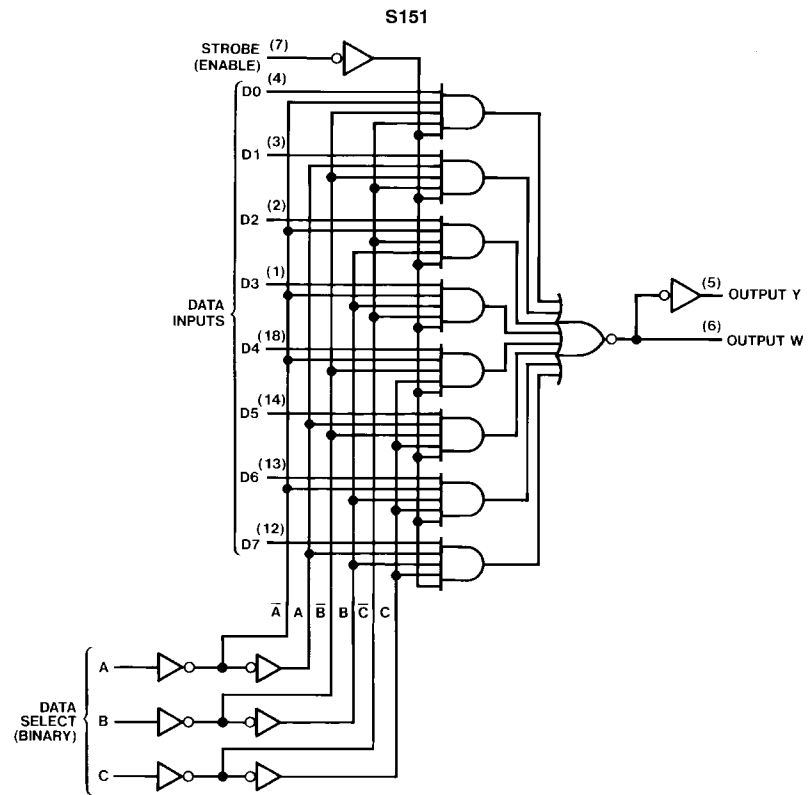 S151
STROBE (7)
(ENABLE)
(4)
D0
(3)
D1
(2)
D2
(1)
D3
DATA
INPUTS
(18)
D4
(14)
D5
(13)
D6
(12)
D7
(5)
OUTPUT Y
(6)
OUTPUT W
A̅ A B̅ B C̅ C
A
DATA
SELECT
(BINARY)
B
C